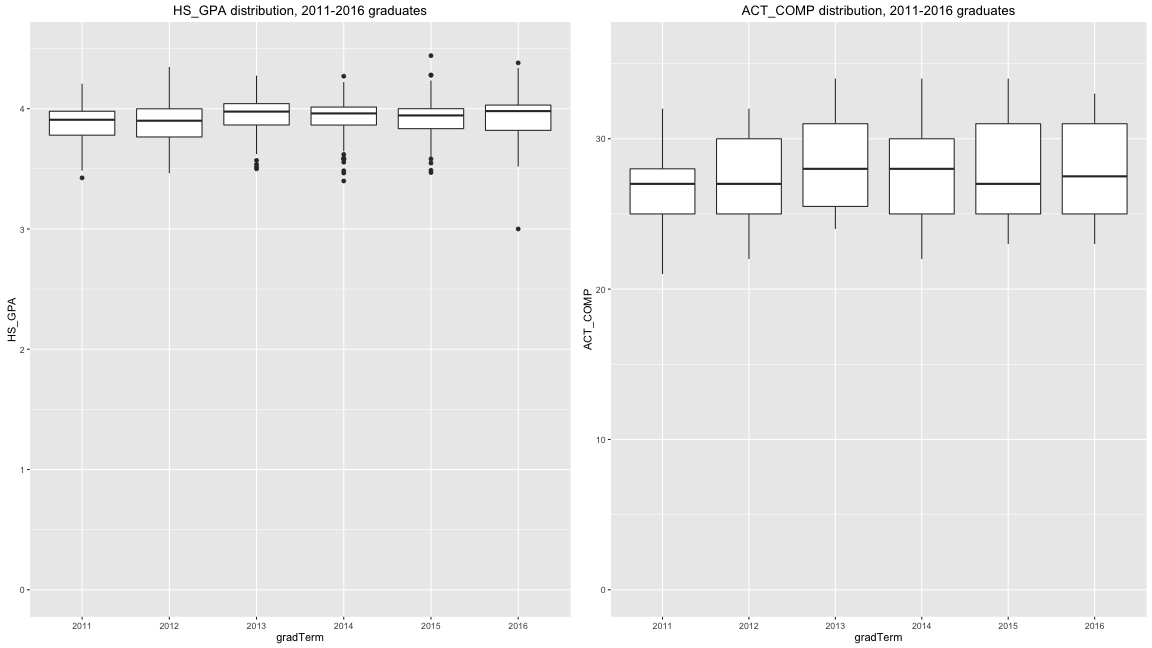 HS_GPA distribution, 2011-2016 graduates
HS_GPA
4
3
2
1
0
2011 2012 2013 2014 2015 2016
gradTerm
ACT_COMP distribution, 2011-2016 graduates
ACT_COMP
30
20
10
0
2011 2012 2013 2014 2015 2016
gradTerm